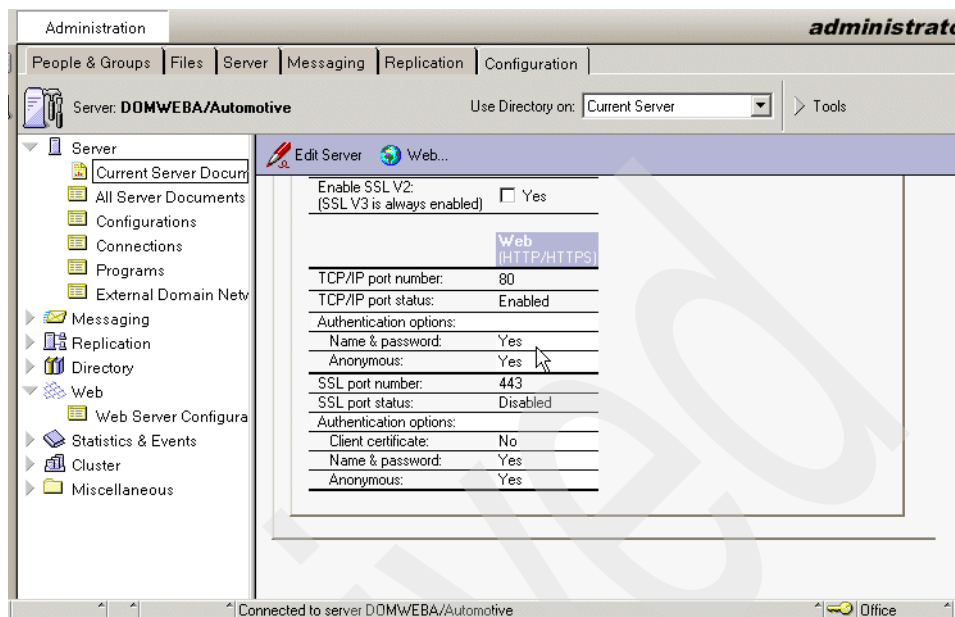 Administration
administrato
People & Groups Files Server Messaging Replication Configuration
Server: DOMWEBA/Automotive Use Directory on: Current Server Tools
Server
Current Server Docum
All Server Documents
Configurations
Connections
Programs
External Domain Netw
Messaging
Replication
Directory
Web
Web Server Configura
Statistics & Events
Cluster
Miscellaneous
Edit Server Web...
Enable SSL V2:
(SSL V3 is always enabled) Yes
Web
(HTTP/HTTPS)
TCP/IP port number: 80
TCP/IP port status: Enabled
Authentication options:
Name & password: Yes
Anonymous: Yes
SSL port number: 443
SSL port status: Disabled
Authentication options:
Client certificate: No
Name & password: Yes
Anonymous: Yes
Connected to server DOMWEBA/Automotive Office